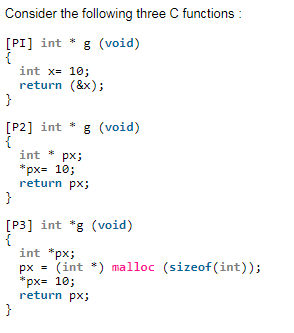 Consider the following three C functions :
[PI] int * g (void)
{
int x= 10;
return (&x);
}
[P2] int * g (void)
{
int * px;
*px= 10;
return px;
}
[P3] int *g (void)
{
int *px;
px = (int *) malloc (sizeof(int));
*px= 10;
return px;
}